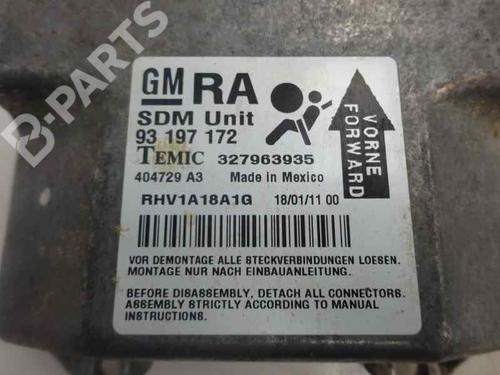 B-PARTS
GM RA
SDM Unit
93 197 172
TEMIC 327963935
404729 A3 Made in Mexico
RHV1A18A1G 18/01/11 00
VORNE
FORWARD
VOR DEMONTAGE ALLE STECKVERBINDUNGEN LOESEN.
MONTAGE NUR NACH EINBAUANLEITUNG.
BEFORE DISASSEMBLY, DETACH ALL CONNECTORS.
ASSEMBLY STRICTLY ACCORDING TO MANUAL
INSTRUCTIONS.